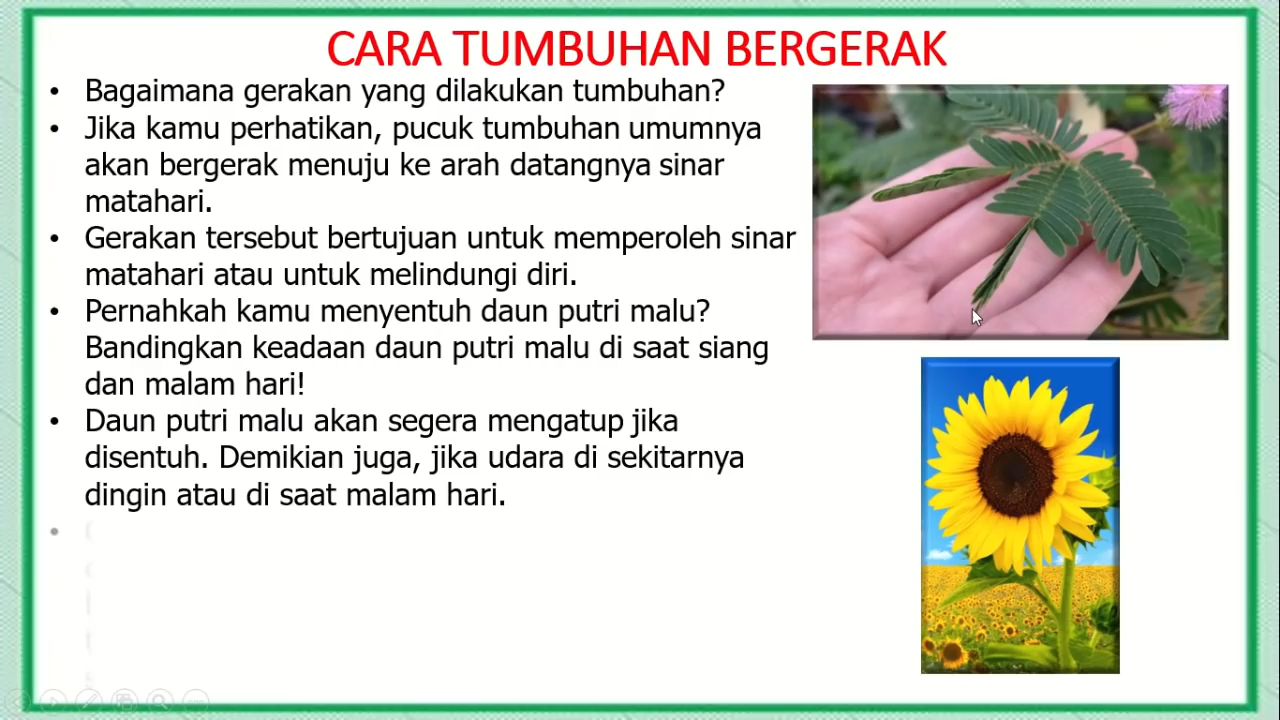 CARA TUMBUHAN BERGERAK
• Bagaimana gerakan yang dilakukan tumbuhan?
• Jika kamu perhatikan, pucuk tumbuhan umumnya
akan bergerak menuju ke arah datangnya sinar
matahari.
• Gerakan tersebut bertujuan untuk memperoleh sinar
matahari atau untuk melindungi diri.
• Pernahkah kamu menyentuh daun putri malu?
Bandingkan keadaan daun putri malu di saat siang
dan malam hari!
• Daun putri malu akan segera mengatup jika
disentuh. Demikian juga, jika udara di sekitarnya
dingin atau di saat malam hari.